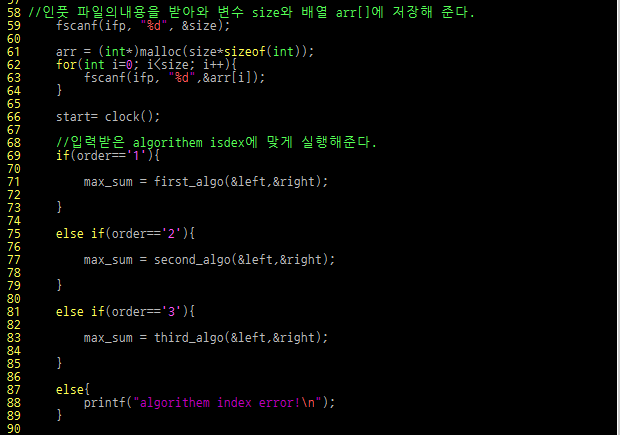 57
58 //인풋 파일의내용을 받아와 변수 size와 배열 arr[]에 저장해 준다.
59     fscanf(ifp, "%d", &size);
60
61     arr = (int*)malloc(size*sizeof(int));
62     for(int i=0; i<size; i++){
63         fscanf(ifp, "%d",&arr[i]);
64     }
65
66     start= clock();
67
68     //입력받은 algorithem isdex에 맞게 실행해준다.
69     if(order=='1'){
70
71         max_sum = first_algo(&left,&right);
72
73     }
74
75     else if(order=='2'){
76
77         max_sum = second_algo(&left,&right);
78
79     }
80
81     else if(order=='3'){
82
83         max_sum = third_algo(&left,&right);
84
85     }
86
87     else{
88         printf("algorithem index error!\n");
89     }
90